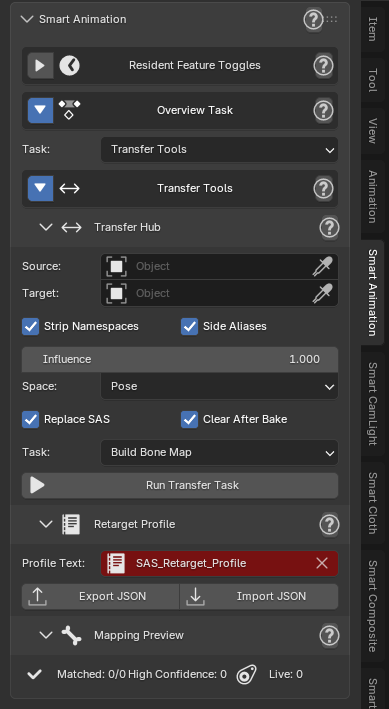 Smart Animation
Resident Feature Toggles
Overview Task
Task: Transfer Tools
Transfer Tools
Transfer Hub
Source: Object
Target: Object
Strip Namespaces Side Aliases
Influence 1.000
Space: Pose
Replace SAS Clear After Bake
Task: Build Bone Map
Run Transfer Task
Retarget Profile
Profile Text: SAS_Retarget_Profile
Export JSON Import JSON
Mapping Preview
Matched: 0/0 High Confidence: 0 Live: 0
Item
Tool
View
Animation
Smart Animation
Smart CamLight
Smart Cloth
Smart Composite
Smart